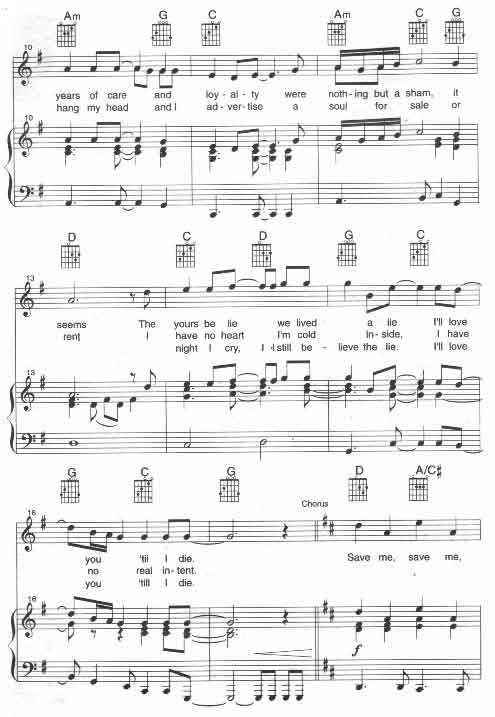 Am G C Am C G
10
years of care and loy-al-ty were noth-ing but a sham, it
hang my head and I ad-ver-tise a soul for sale or
10
D C D G C
13
seems The yours be lie we lived a lie I'll love
rent I have no heart I'm cold in-side, I have
night I cry, I still be-lieve the lie. I'll love
13
G C G D A/C#
Chorus
16
you 'til I die. Save me, save me,
no real in-tent.
you 'till I die.
16
f